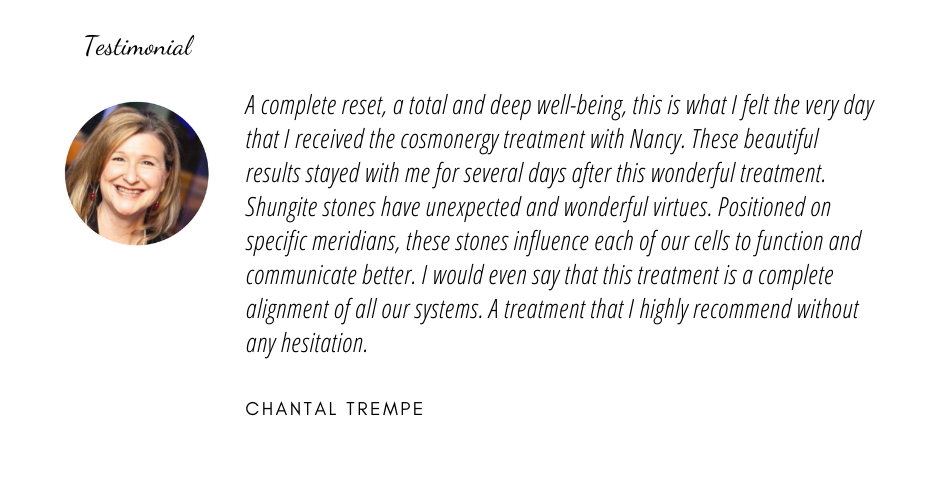 Testimonial
A complete reset, a total and deep well-being, this is what I felt the very day
that I received the cosmonergy treatment with Nancy. These beautiful
results stayed with me for several days after this wonderful treatment.
Shungite stones have unexpected and wonderful virtues. Positioned on
specific meridians, these stones influence each of our cells to function and
communicate better. I would even say that this treatment is a complete
alignment of all our systems. A treatment that I highly recommend without
any hesitation.
CHANTAL TREMPE